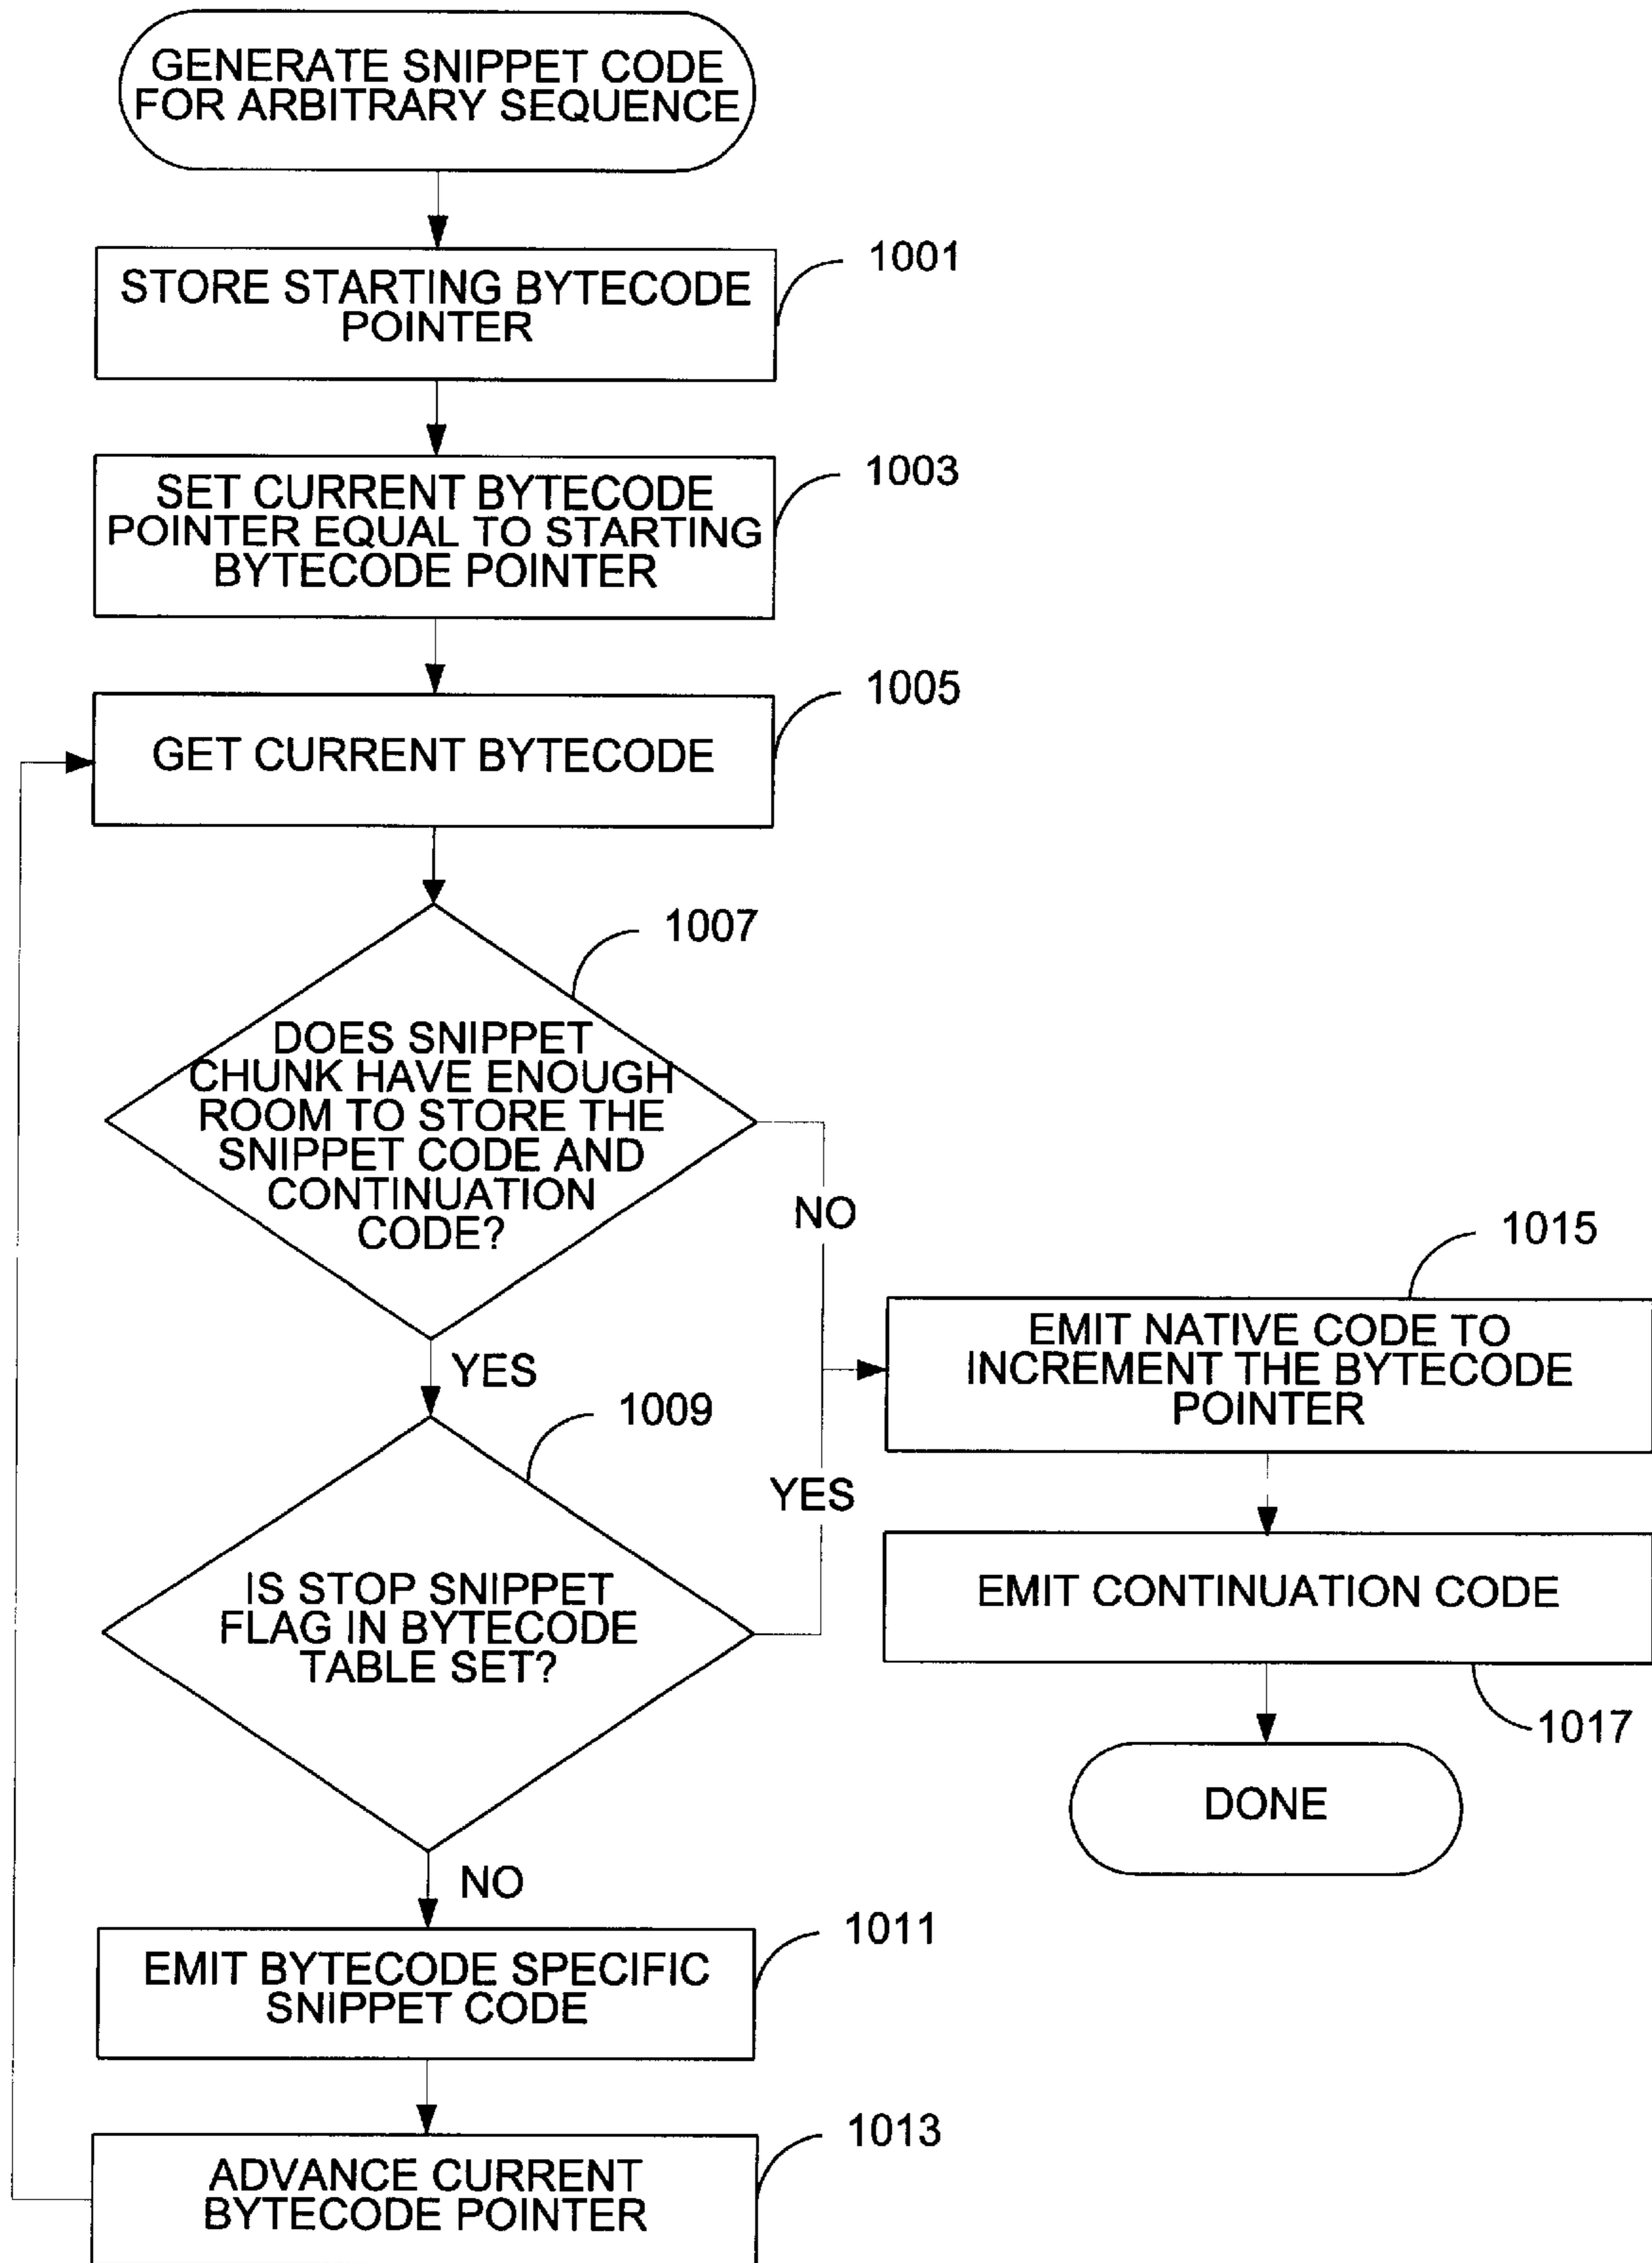 GENERATE SNIPPET CODE
FOR ARBITRARY SEQUENCE
1001
STORE STARTING BYTECODE
POINTER
1003
SET CURRENT BYTECODE
POINTER EQUAL TO STARTING
BYTECODE POINTER
1005
GET CURRENT BYTECODE
1007
DOES SNIPPET
CHUNK HAVE ENOUGH
ROOM TO STORE THE
SNIPPET CODE AND
CONTINUATION
CODE?
NO
YES
1009
IS STOP SNIPPET
FLAG IN BYTECODE
TABLE SET?
YES
NO
1011
EMIT BYTECODE SPECIFIC
SNIPPET CODE
1013
ADVANCE CURRENT
BYTECODE POINTER
1015
EMIT NATIVE CODE TO
INCREMENT THE BYTECODE
POINTER
EMIT CONTINUATION CODE
1017
DONE